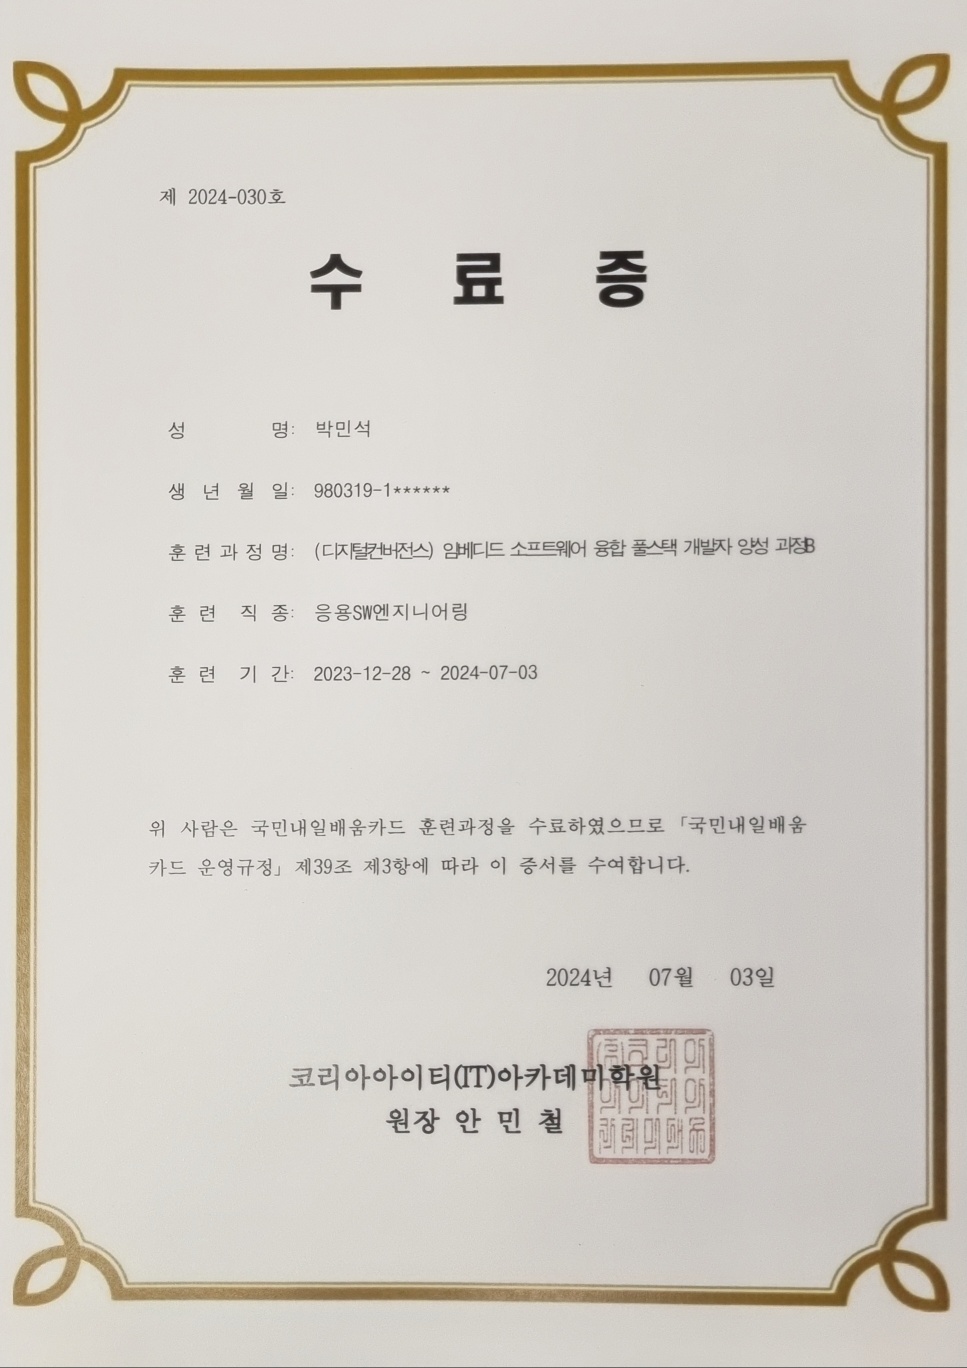 제 2024-030호
수 료 증
성 명: 박민석
생 년 월 일: 980319-1******
훈 련 과 정 명: (디지털컨버전스) 임베디드 소프트웨어 융합 풀스택 개발자 양성 과정B
훈 련 직 종: 응용SW엔지니어링
훈 련 기 간: 2023-12-28 ~ 2024-07-03
위 사람은 국민내일배움카드 훈련과정을 수료하였으므로 「국민내일배움
카드 운영규정」 제39조 제3항에 따라 이 증서를 수여합니다.
2024년 07월 03일
코리아아이티(IT)아카데미학원
원장 안 민 철